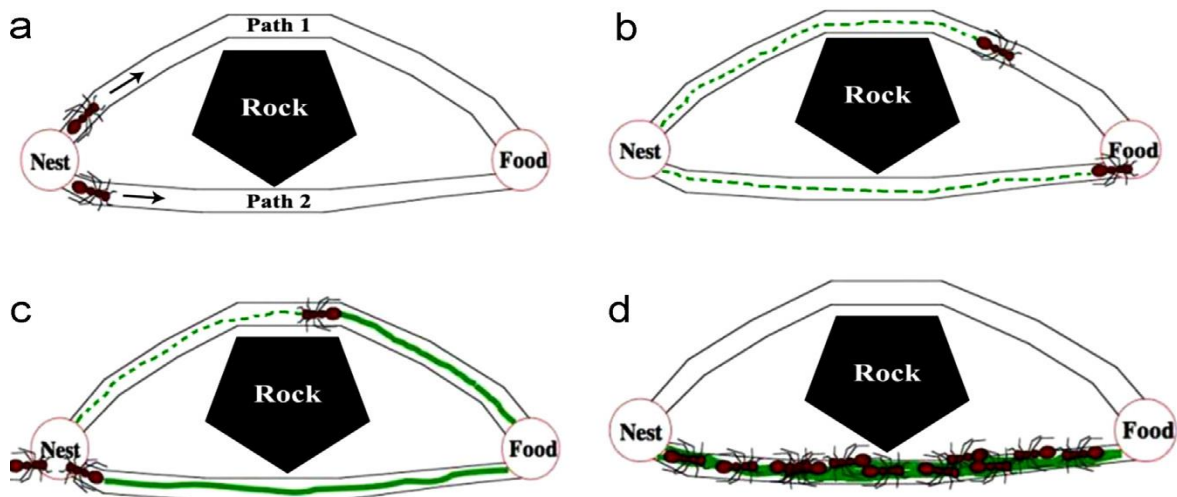 a
Path 1
Rock
Nest
Food
Path 2
b
Rock
Nest
Food
c
Rock
Nest
Food
d
Rock
Nest
Food